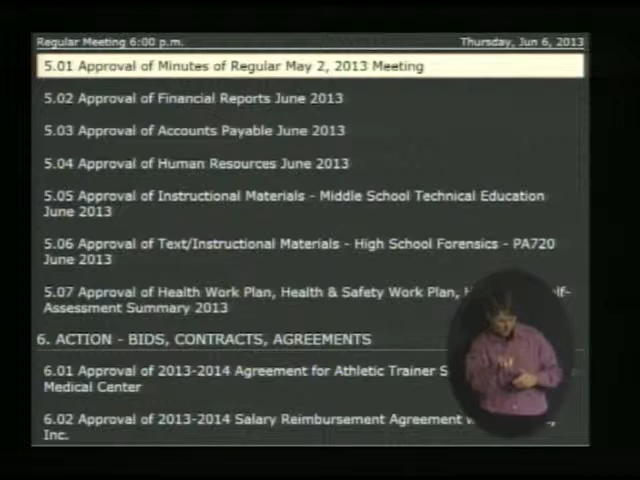 Regular Meeting 6:00 p.m.
Thursday, Jun 6, 2013
5.01 Approval of Minutes of Regular May 2, 2013 Meeting
5.02 Approval of Financial Reports June 2013
5.03 Approval of Accounts Payable June 2013
5.04 Approval of Human Resources June 2013
5.05 Approval of Instructional Materials - Middle School Technical Education
June 2013
5.06 Approval of Text/Instructional Materials - High School Forensics - PA720
June 2013
5.07 Approval of Health Work Plan, Health & Safety Work Plan,
Assessment Summary 2013
6. ACTION - BIDS, CONTRACTS, AGREEMENTS
6.01 Approval of 2013-2014 Agreement for Athletic Trainer
Medical Center
6.02 Approval of 2013-2014 Salary Reimbursement Agreement
Inc.